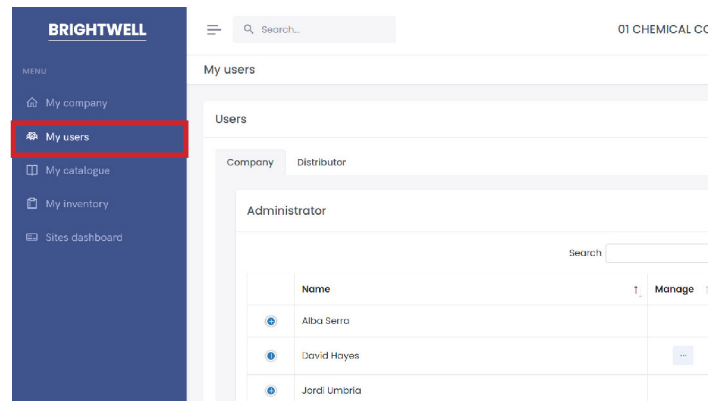 BRIGHTWELL
Search...
01 CHEMICAL CO
MENU
My users
My company
My users
My catalogue
My inventory
Sites dashboard
Users
Company Distributor
Administrator
Search
Name Manage
Alba Serra
David Hayes
Jordi Umbria